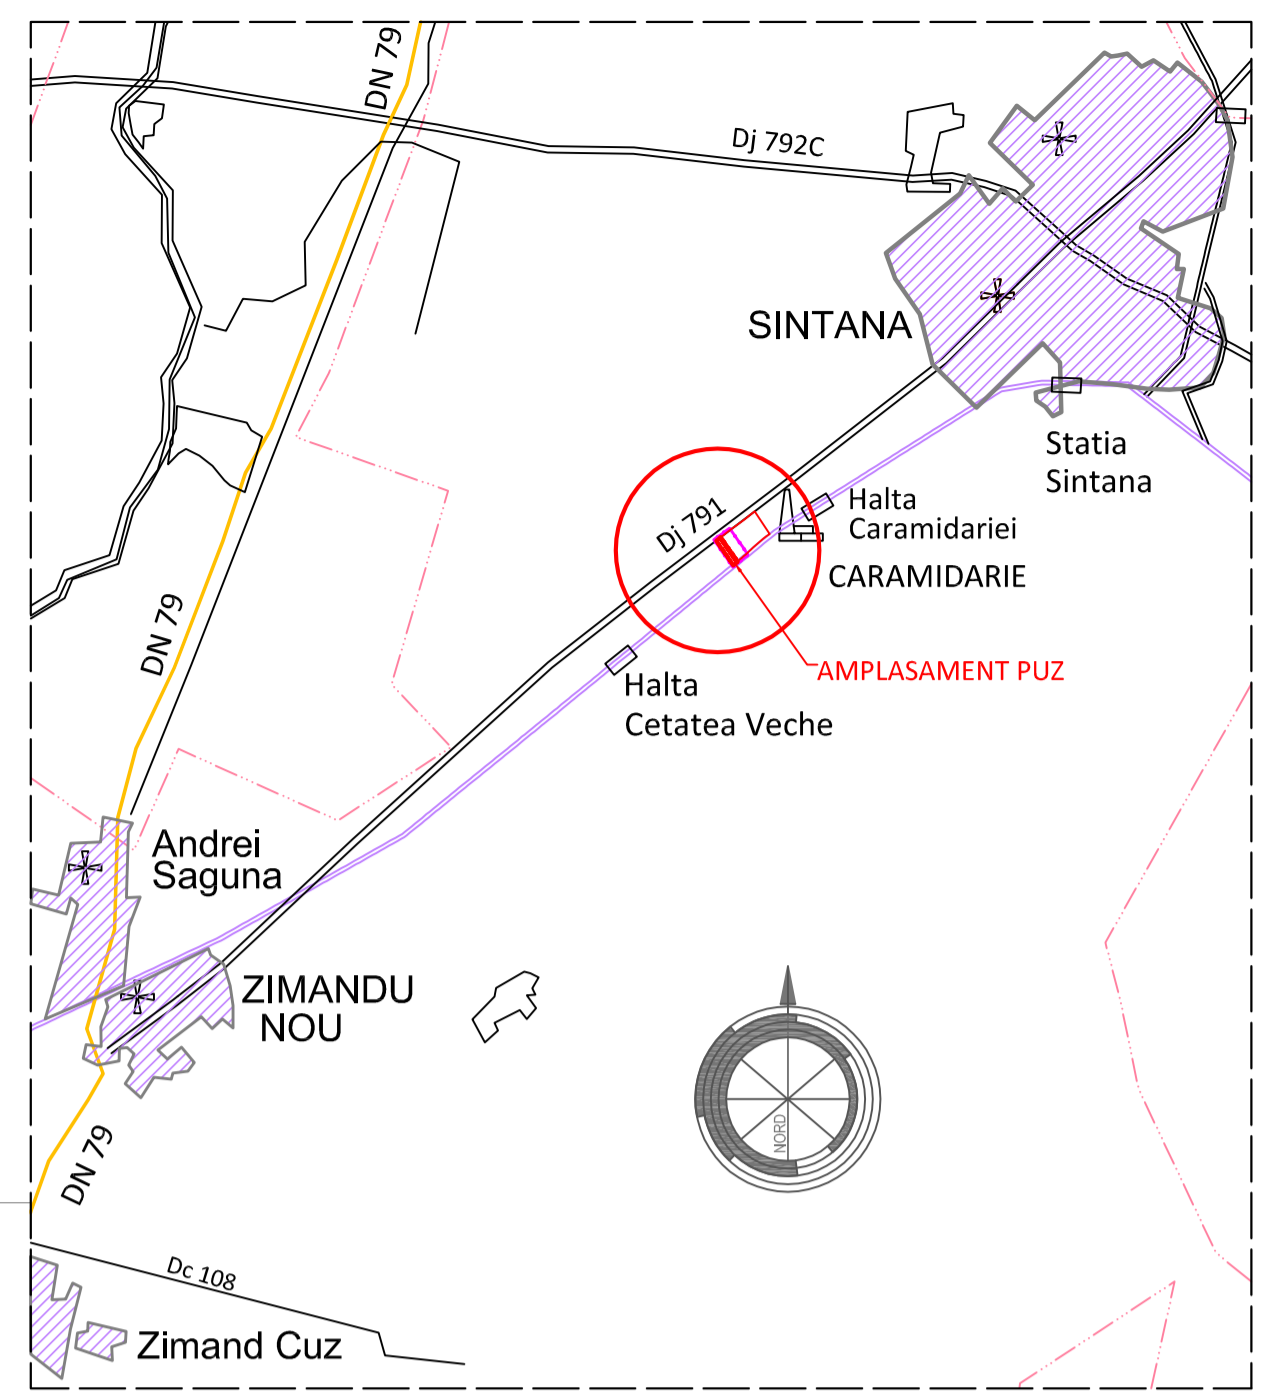 DN 79
Dj 792C
SINTANA
Statia
Sintana
Halta
Caramidariei
Dj 791
CARAMIDARIE
DN 79
AMPLASAMENT PUZ
Halta
Cetatea Veche
Andrei
Saguna
ZIMANDU
NOU
NORD
DN 79
Dc 108
Zimand Cuz